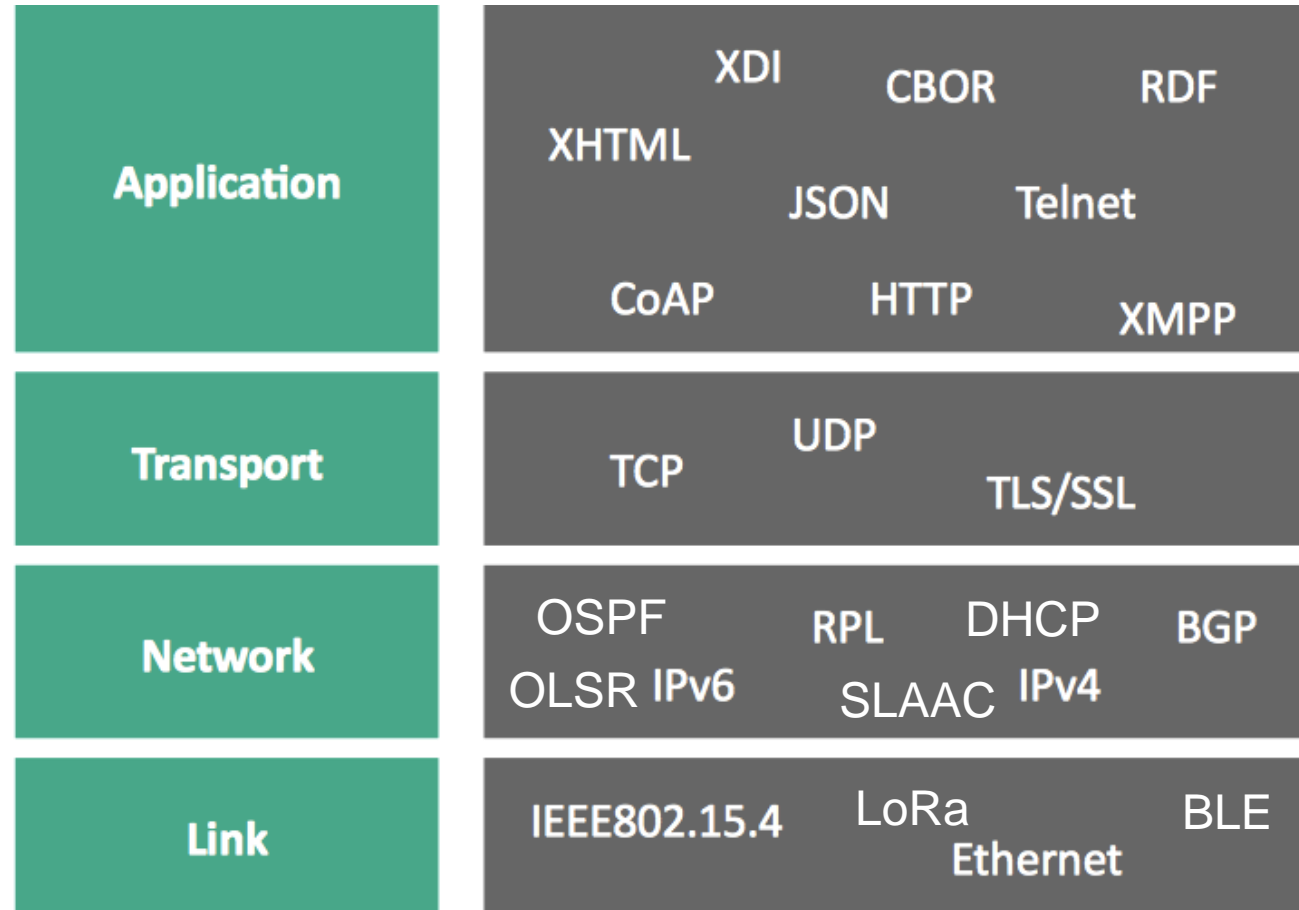 Application
XDI
CBOR
RDF
XHTML
JSON
Telnet
CoAP
HTTP
XMPP
Transport
UDP
TCP
TLS/SSL
Network
OSPF
RPL
DHCP
BGP
OLSR
IPv6
SLAAC
IPv4
Link
IEEE802.15.4
LoRa
BLE
Ethernet